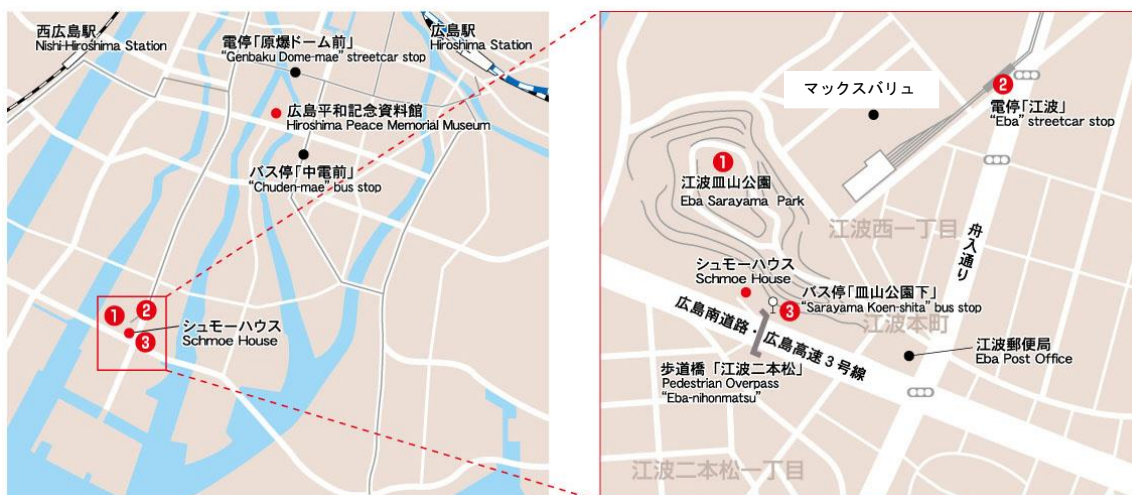 西広島駅
Nishi-Hiroshima Station
電停「原爆ドーム前」
“Genbaku Dome-mae” streetcar stop
広島駅
Hiroshima Station
広島平和記念資料館
Hiroshima Peace Memorial Museum
バス停「中電前」
“Chuden-mae” bus stop
1
2
3
シュモーハウス
Schmoe House
マックスバリュ
2
電停「江波」
“Eba” streetcar stop
1
江波皿山公園
Eba Sarayama Park
江波西一丁目
舟入通り
シュモーハウス
Schmoe House
バス停「皿山公園下」
“Sarayama Koen-shita” bus stop
3
江波本町
広島南道路・広島高速3号線
江波郵便局
Eba Post Office
歩道橋「江波二本松」
Pedestrian Overpass
“Eba-nihonmatsu”
江波二本松一丁目